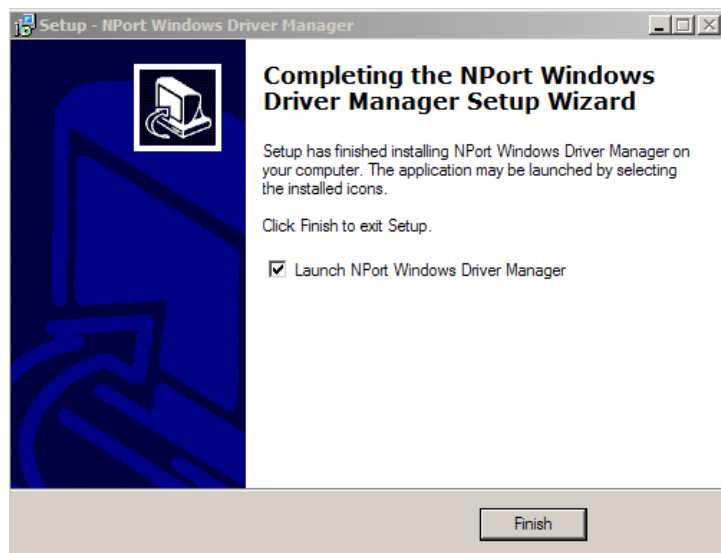 Setup - NPort Windows Driver Manager
Completing the NPort Windows
Driver Manager Setup Wizard
Setup has finished installing NPort Windows Driver Manager on
your computer. The application may be launched by selecting
the installed icons.
Click Finish to exit Setup.
Launch NPort Windows Driver Manager
Finish